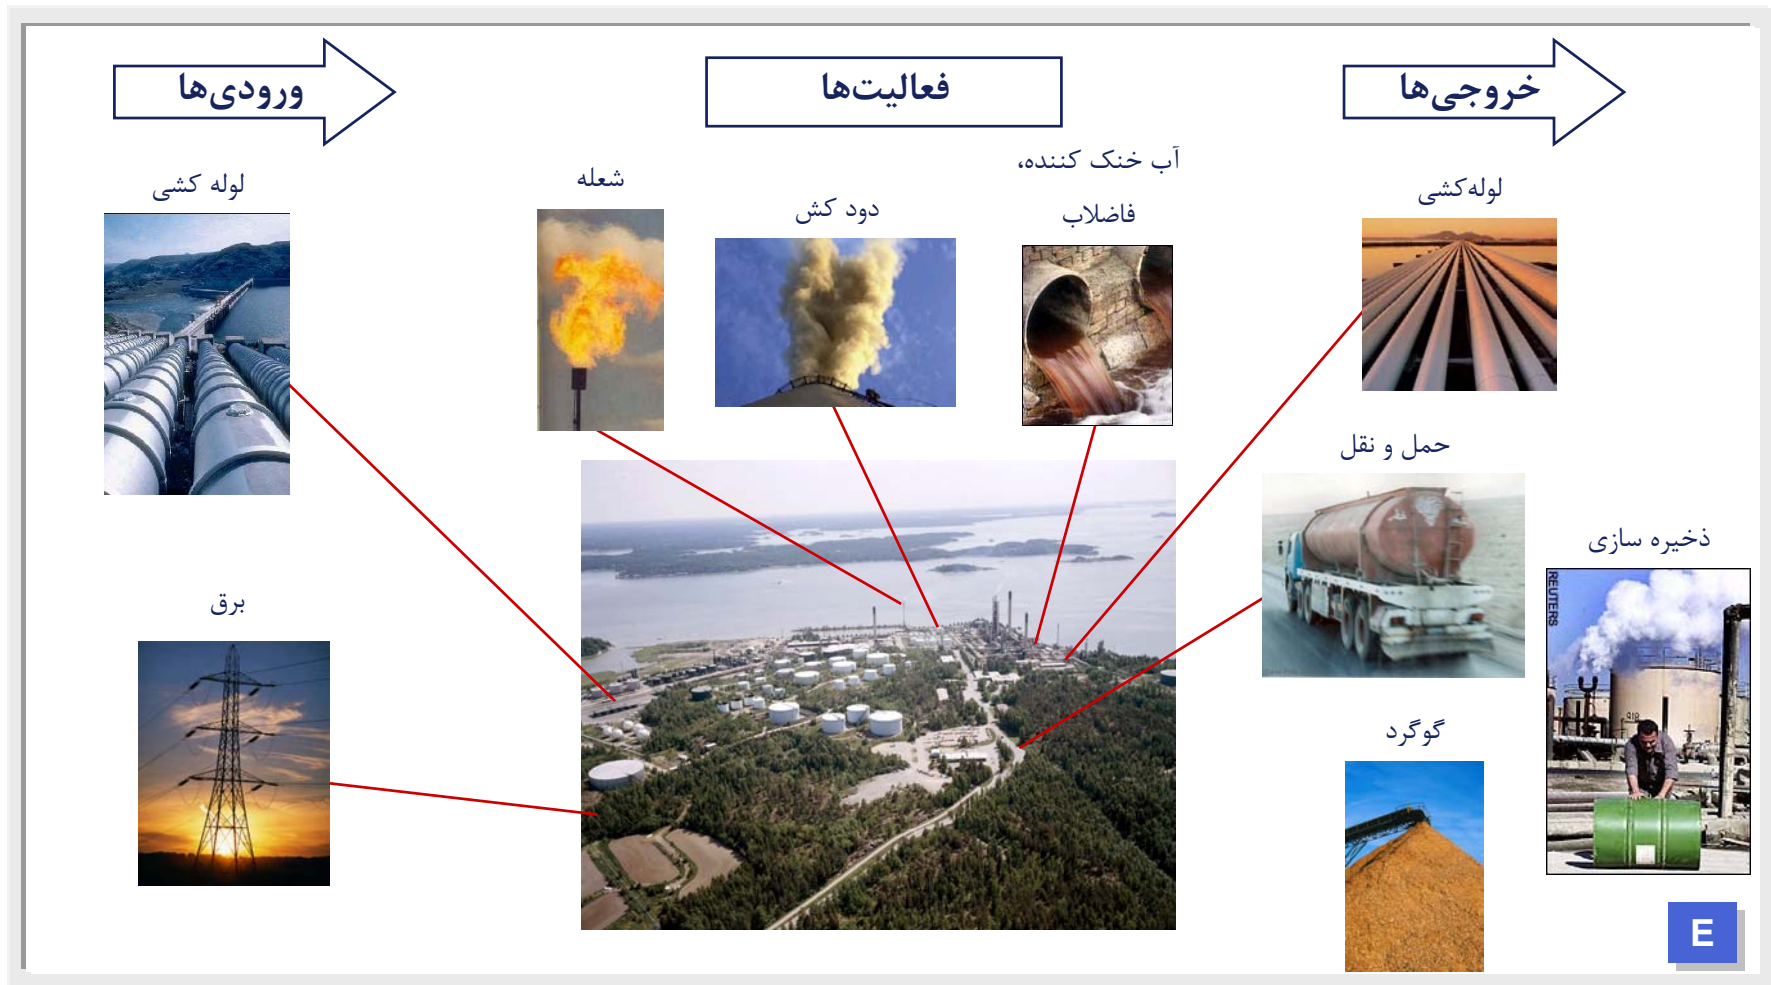 ورودی‌ها
فعالیت‌ها
خروجی‌ها
لوله کشی
شعله
دود کش
آب خنک کننده،
فاضلاب
لوله‌کشی
حمل و نقل
ذخیره سازی
REUTERS
برق
گوگرد
E